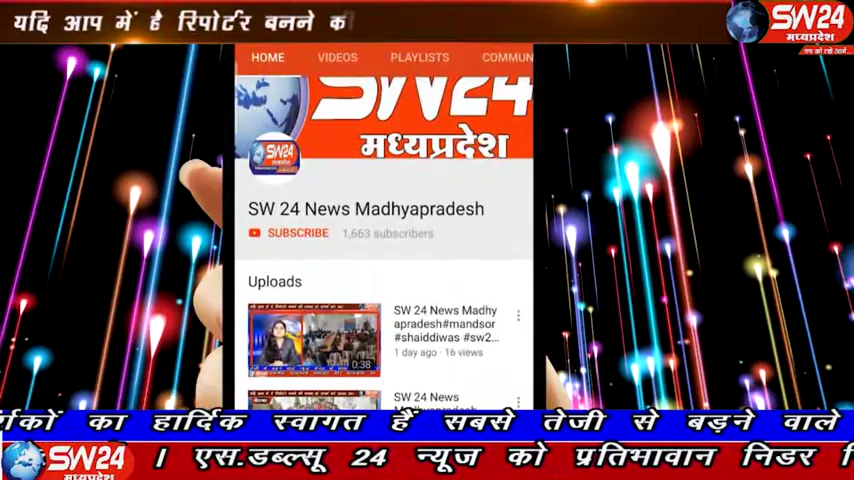 यदि आप में है रिपोर्टर बनने की
SW24
मध्यप्रदेश
HOME VIDEOS PLAYLISTS COMMUN
SW24
मध्यप्रदेश
SW24
SW 24 News Madhyapradesh
SUBSCRIBE 1,663 subscribers
Uploads
SW 24 News Madhy
apradesh#mandsor
#shaiddiwas #sw2...
1 day ago · 16 views
0:38
SW 24 News
Madhyapradesh
र्शकों का हार्दिक स्वागत हैं सबसे तेजी से बड़ने वाले
SW24
मध्यप्रदेश
। एस.डब्ल्सू 24 न्यूज को प्रतिभावान निडर